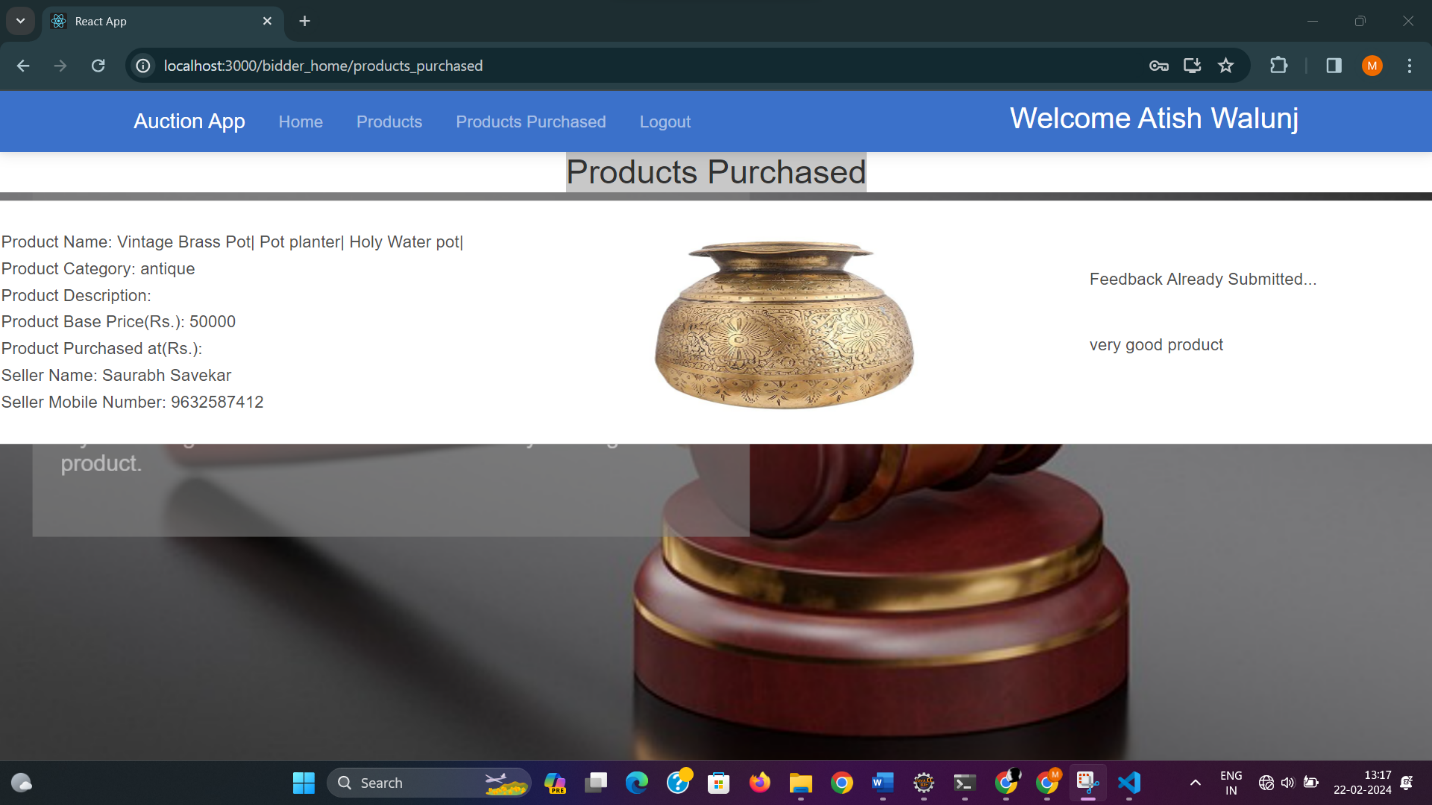 React App
localhost:3000/bidder_home/products_purchased
M
Auction App Home Products Products Purchased Logout Welcome Atish Walunj
Products Purchased
Product Name: Vintage Brass Pot| Pot planter| Holy Water pot|
Product Category: antique
Product Description:
Product Base Price(Rs.): 50000
Product Purchased at(Rs.):
Seller Name: Saurabh Savekar
Seller Mobile Number: 9632587412
Feedback Already Submitted...
very good product
product.
Search
PRE
M
ENG
IN
13:17
22-02-2024